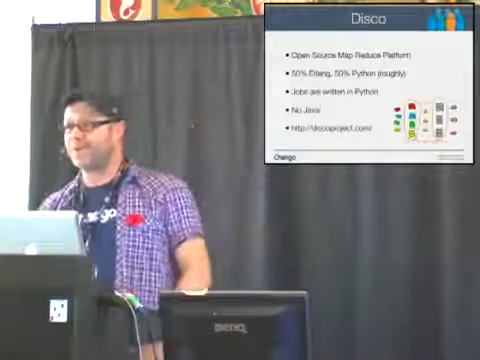 Disco
• Open Source Map Reduce Platform
• 50% Erlang, 50% Python (roughly)
• Jobs are written in Python
• No Java!
• http://discoproject.com/
Chango
BenQ